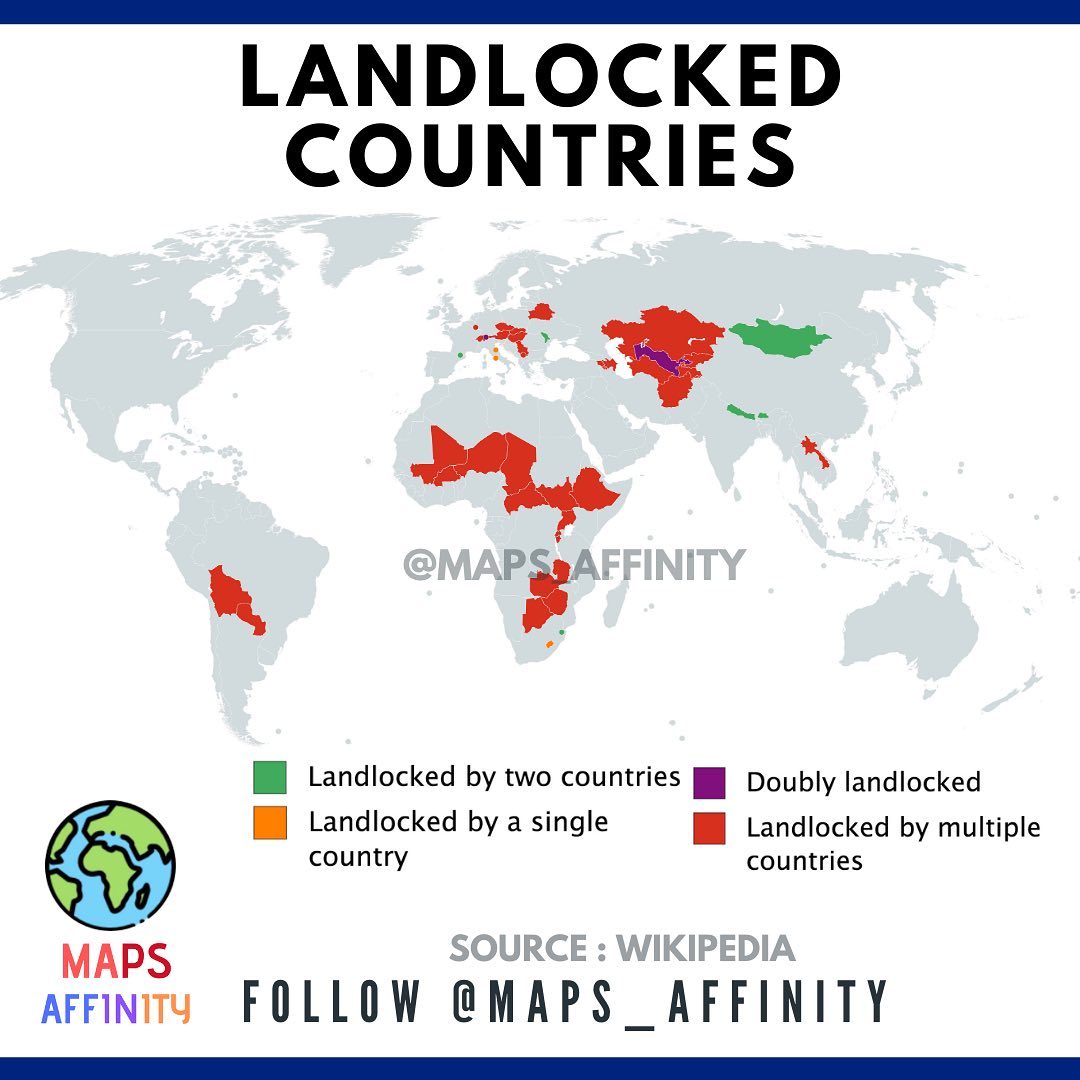 LANDLOCKED
COUNTRIES
@MAPS_AFFINITY
Landlocked by two countries
Landlocked by a single
country
Doubly landlocked
Landlocked by multiple
countries
MAPS
AFFINITY
SOURCE : WIKIPEDIA
FOLLOW @MAPS_AFFINITY